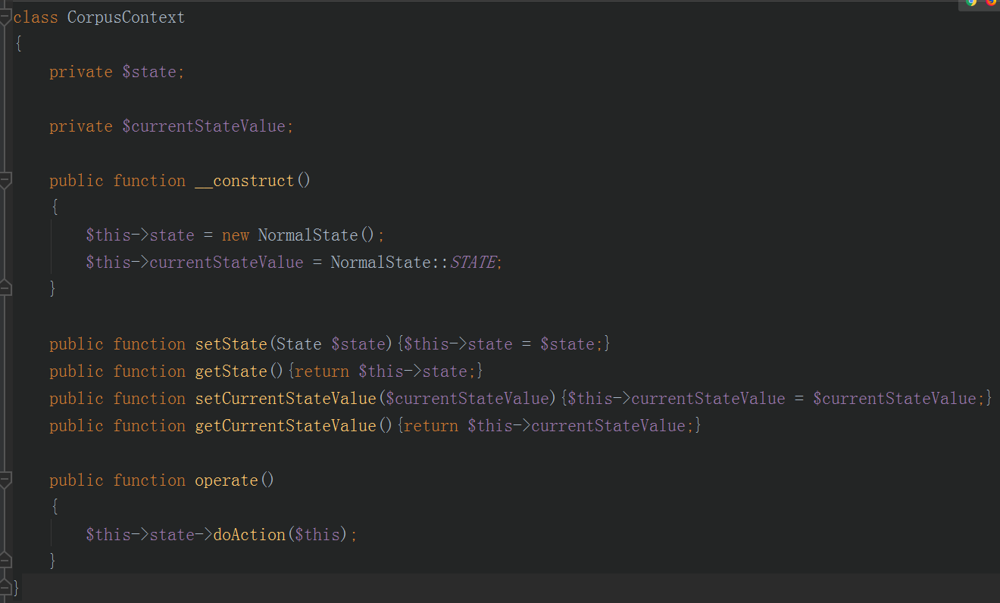 class CorpusContext
{
    private $state;

    private $currentStateValue;

    public function __construct()
    {
        $this->state = new NormalState();
        $this->currentStateValue = NormalState::STATE;
    }

    public function setState(State $state){$this->state = $state;}
    public function getState(){return $this->state;}
    public function setCurrentStateValue($currentStateValue){$this->currentStateValue = $currentStateValue;}
    public function getCurrentStateValue(){return $this->currentStateValue;}

    public function operate()
    {
        $this->state->doAction($this);
    }
}